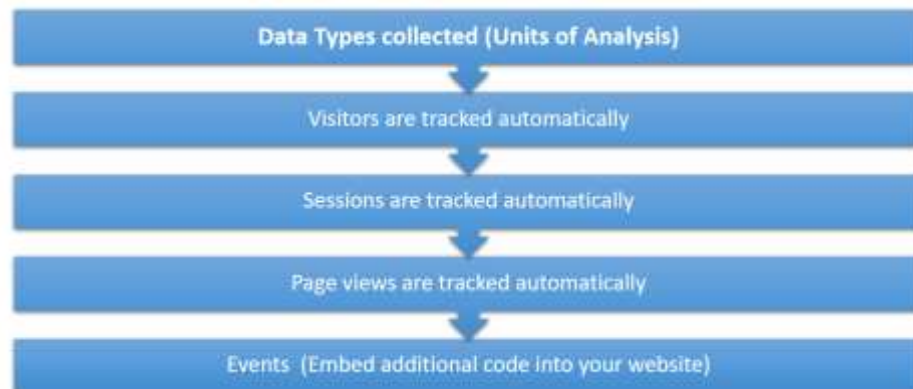 Data Types collected (Units of Analysis)
Visitors are tracked automatically
Sessions are tracked automatically
Page views are tracked automatically
Events (Embed additional code into your website)